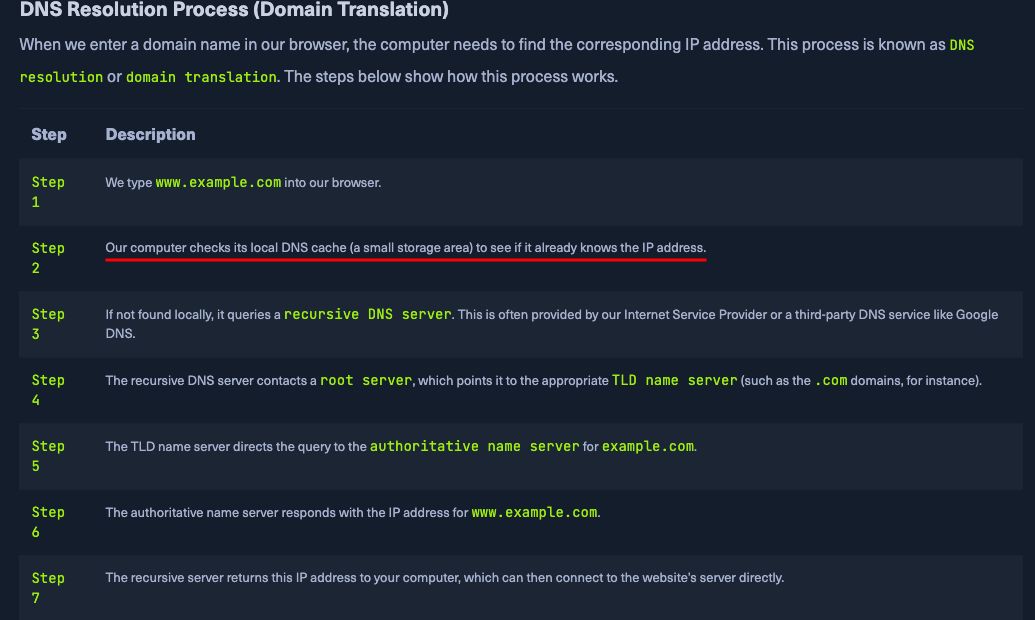 DNS Resolution Process (Domain Translation)
When we enter a domain name in our browser, the computer needs to find the corresponding IP address. This process is known as DNS
resolution or domain translation. The steps below show how this process works.
Step Description
Step
1
We type www.example.com into our browser.
Step
2
Our computer checks its local DNS cache (a small storage area) to see if it already knows the IP address.
Step
3
If not found locally, it queries a recursive DNS server. This is often provided by our Internet Service Provider or a third-party DNS service like Google
DNS.
Step
4
The recursive DNS server contacts a root server, which points it to the appropriate TLD name server (such as the .com domains, for instance).
Step
5
The TLD name server directs the query to the authoritative name server for example.com.
Step
6
The authoritative name server responds with the IP address for www.example.com.
Step
7
The recursive server returns this IP address to your computer, which can then connect to the website's server directly.